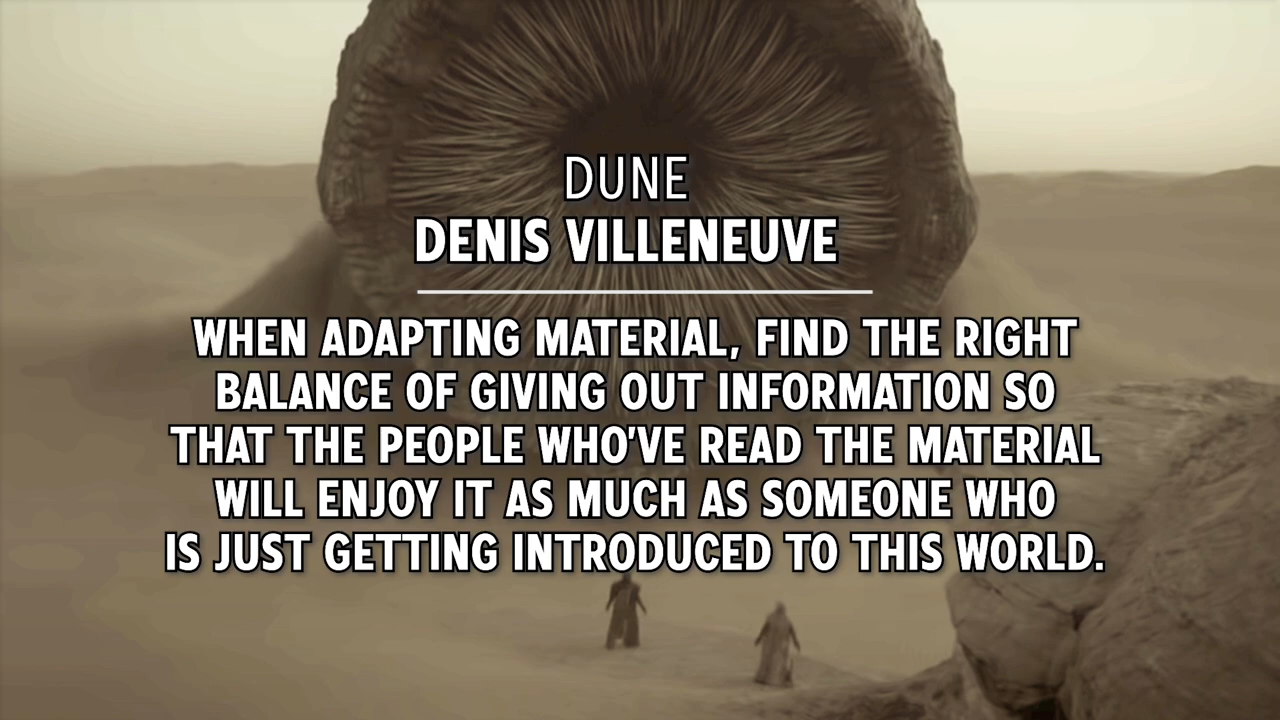 DUNE
DENIS VILLENEUVE
WHEN ADAPTING MATERIAL, FIND THE RIGHT
BALANCE OF GIVING OUT INFORMATION SO
THAT THE PEOPLE WHO'VE READ THE MATERIAL
WILL ENJOY IT AS MUCH AS SOMEONE WHO
IS JUST GETTING INTRODUCED TO THIS WORLD.